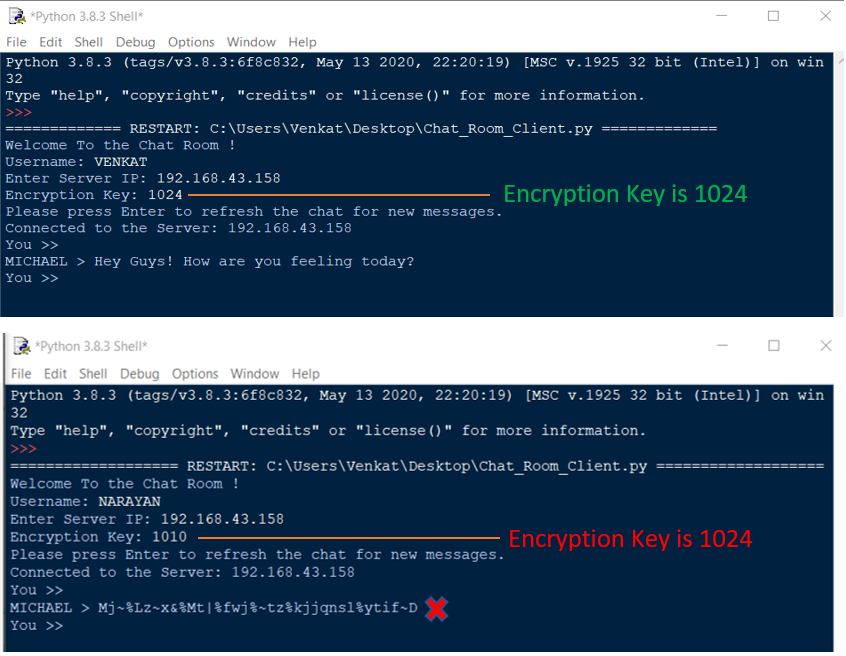 *Python 3.8.3 Shell*
File Edit Shell Debug Options Window Help
Python 3.8.3 (tags/v3.8.3:6f8c832, May 13 2020, 22:20:19) [MSC v.1925 32 bit (Intel)] on win
32
Type "help", "copyright", "credits" or "license()" for more information.
>>>
============= RESTART: C:\Users\Venkat\Desktop\Chat_Room_Client.py =============
Welcome To the Chat Room !
Username: VENKAT
Enter Server IP: 192.168.43.158
Encryption Key: 1024 Encryption Key is 1024
Please press Enter to refresh the chat for new messages.
Connected to the Server: 192.168.43.158
You >>
MICHAEL > Hey Guys! How are you feeling today?
You >>
*Python 3.8.3 Shell*
File Edit Shell Debug Options Window Help
Python 3.8.3 (tags/v3.8.3:6f8c832, May 13 2020, 22:20:19) [MSC v.1925 32 bit (Intel)] on win
32
Type "help", "copyright", "credits" or "license()" for more information.
>>>
=================== RESTART: C:\Users\Venkat\Desktop\Chat_Room_Client.py ===================
Welcome To the Chat Room !
Username: NARAYAN
Enter Server IP: 192.168.43.158
Encryption Key: 1010 Encryption Key is 1024
Please press Enter to refresh the chat for new messages.
Connected to the Server: 192.168.43.158
You >>
MICHAEL > Mj~%Lz~x&%Mt|%fwj%~tz%kjjqnsl%ytif~D
You >>